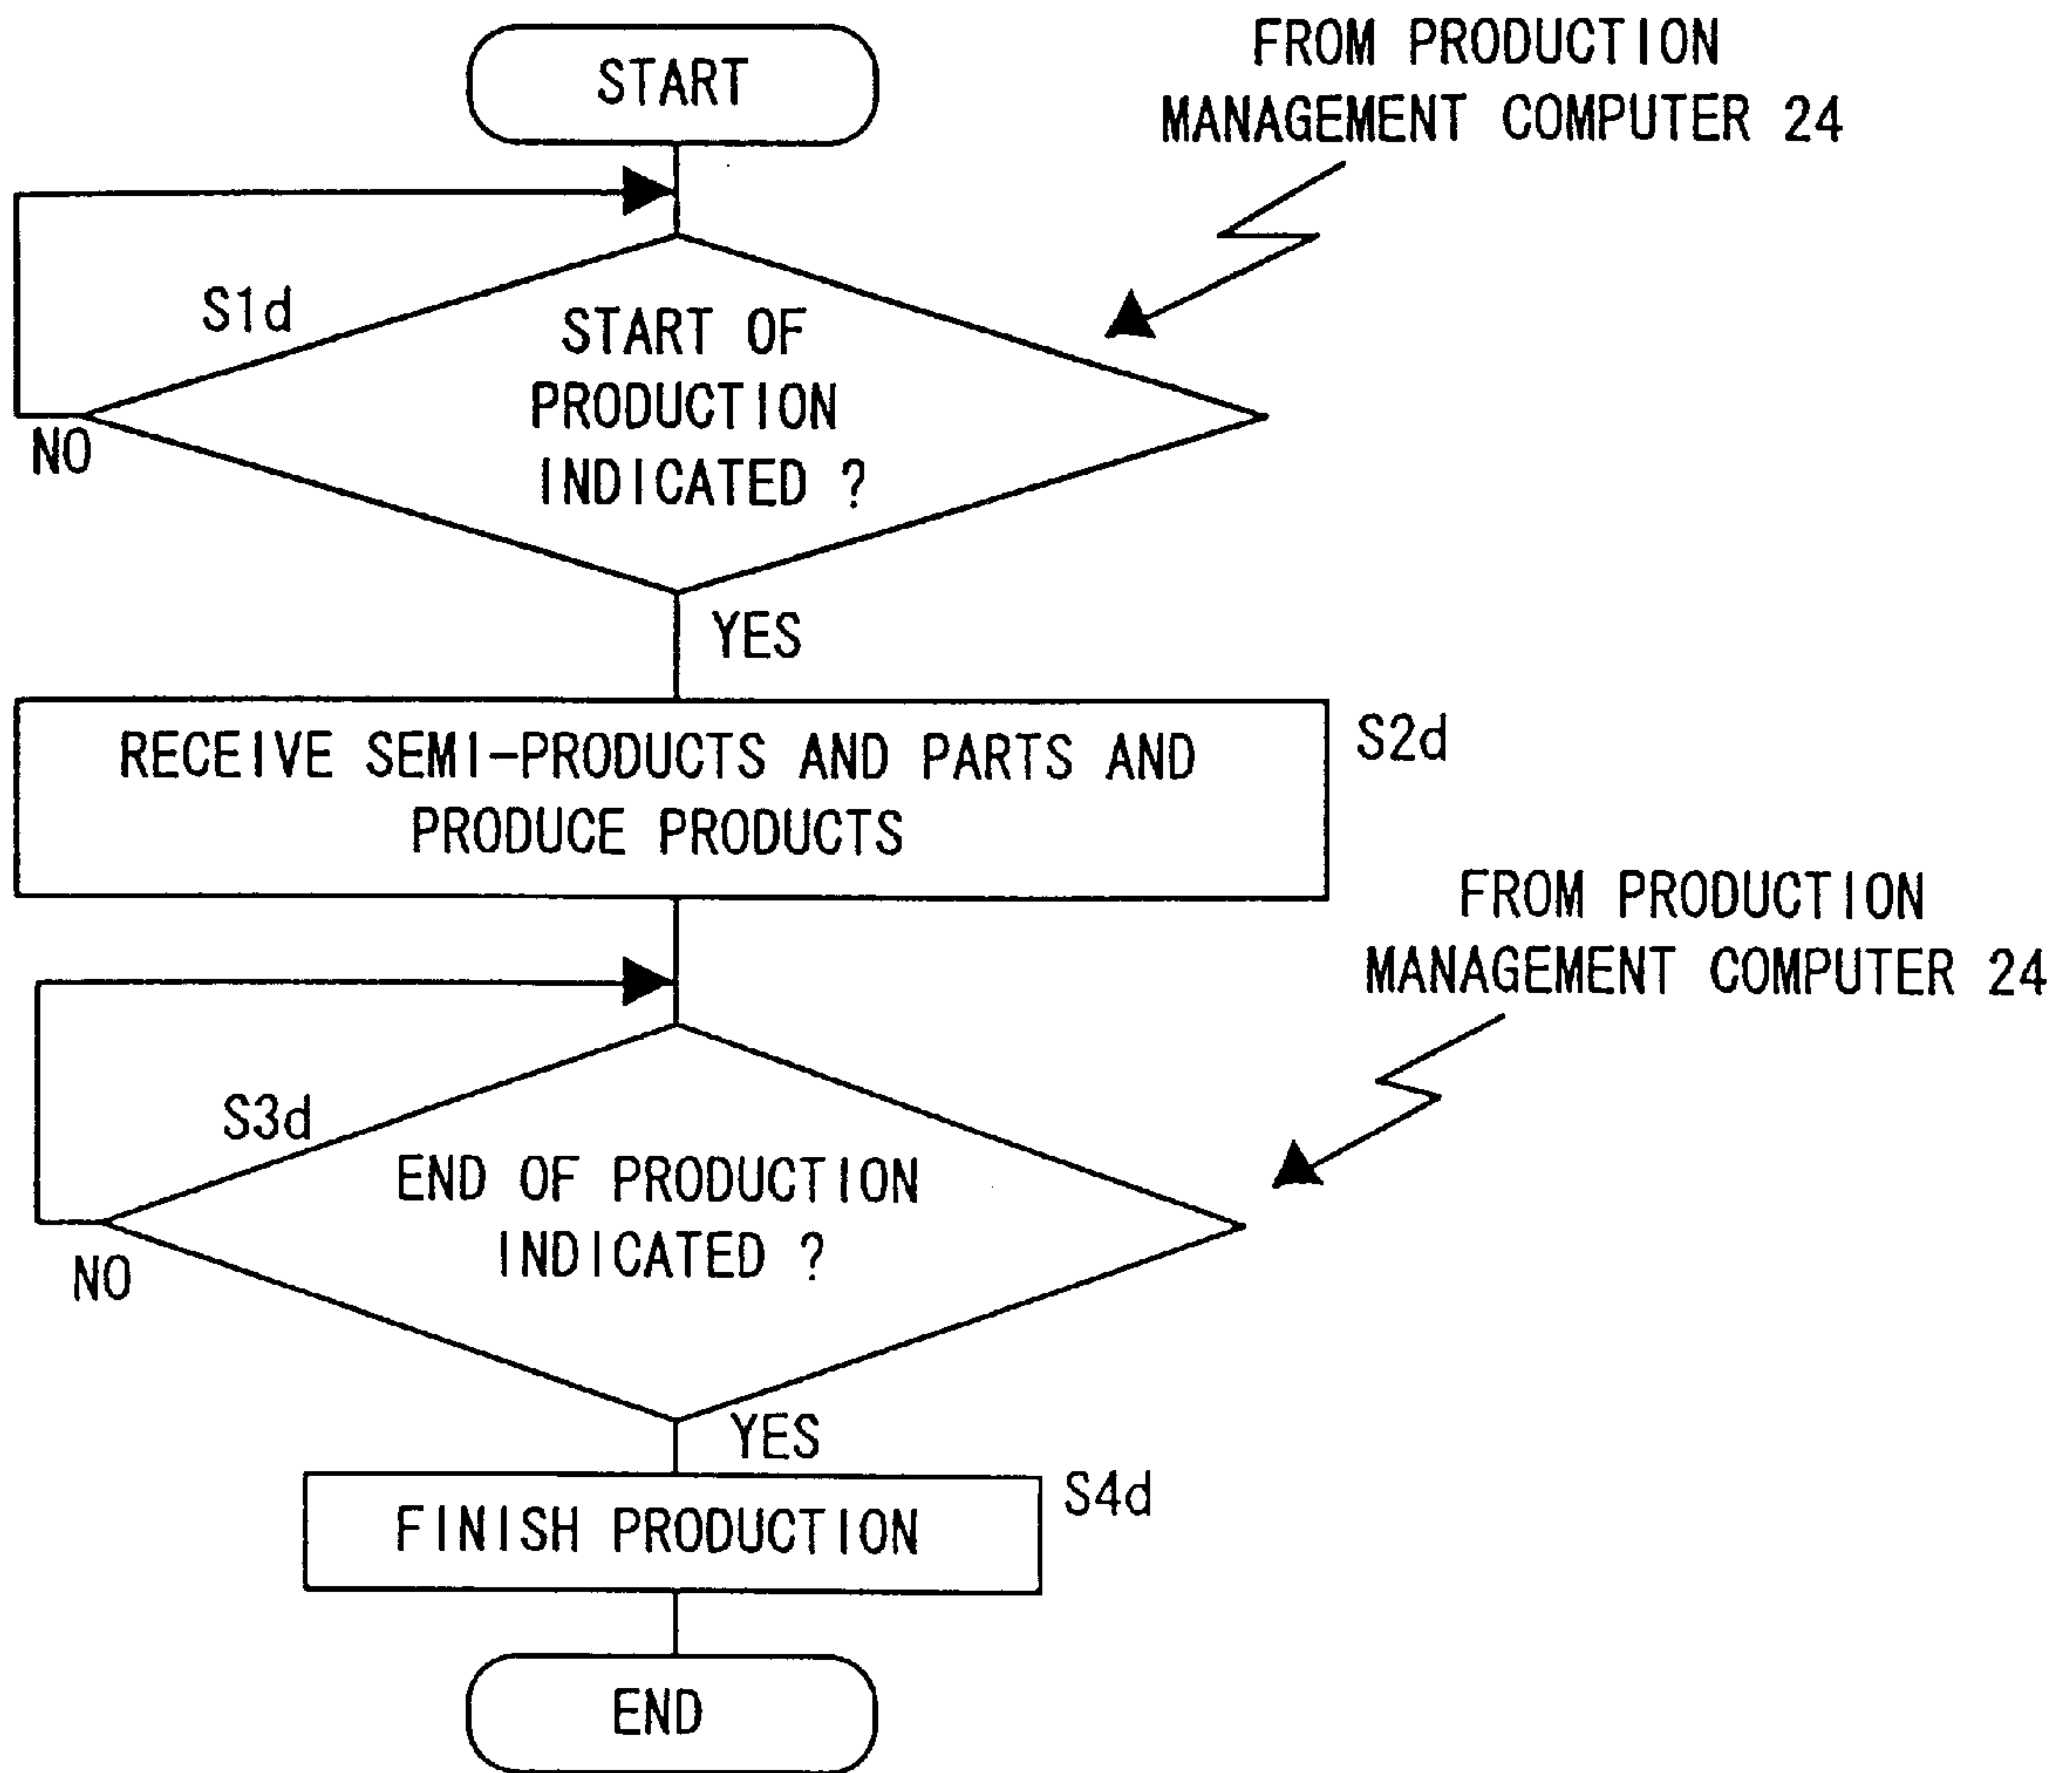 START
FROM PRODUCTION
MANAGEMENT COMPUTER 24
S1d
START OF
PRODUCTION
INDICATED ?
NO
YES
RECEIVE SEMI-PRODUCTS AND PARTS AND
PRODUCE PRODUCTS
S2d
FROM PRODUCTION
MANAGEMENT COMPUTER 24
S3d
END OF PRODUCTION
INDICATED ?
NO
YES
FINISH PRODUCTION
S4d
END